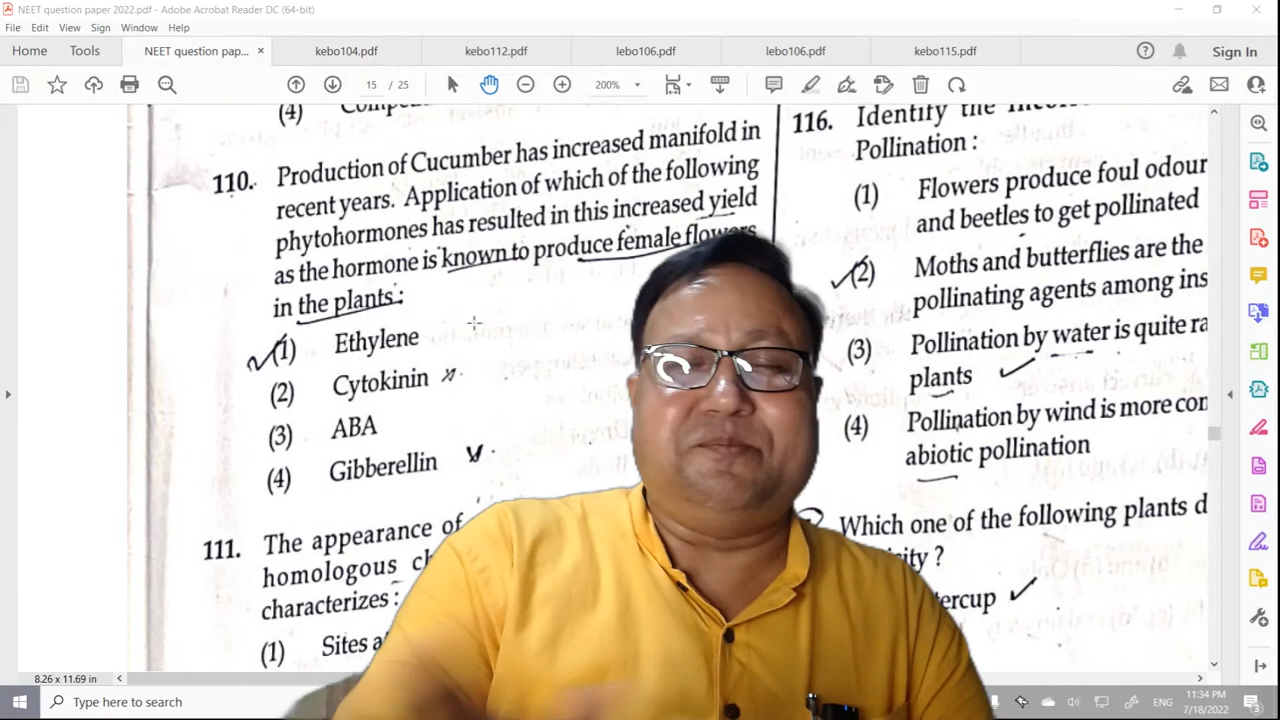 NEET question paper 2022.pdf - Adobe Acrobat Reader DC (64-bit)
File Edit View Sign Window Help
Home Tools NEET question pap... × kebo104.pdf kebo112.pdf lebo106.pdf lebo106.pdf kebo115.pdf Sign In
15 / 25 200%
(4)
110. Production of Cucumber has increased manifold in
recent years. Application of which of the following
phytohormones has resulted in this increased yield
as the hormone is known to produce female flowers
in the plants :
(1) Ethylene
(2) Cytokinin
(3) ABA
(4) Gibberellin
111. The appearance of
homologous
characterizes :
(1) Sites
116. Identify the
Pollination :
(1) Flowers produce foul odour
and beetles to get pollinated
(2) Moths and butterflies are the
pollinating agents among
(3) Pollination by water is quite
plants
(4) Pollination by wind is more
abiotic pollination
Which one of the following plants
?
8.26 x 11.69 in
Type here to search
ENG
11:34 PM
7/18/2022
3